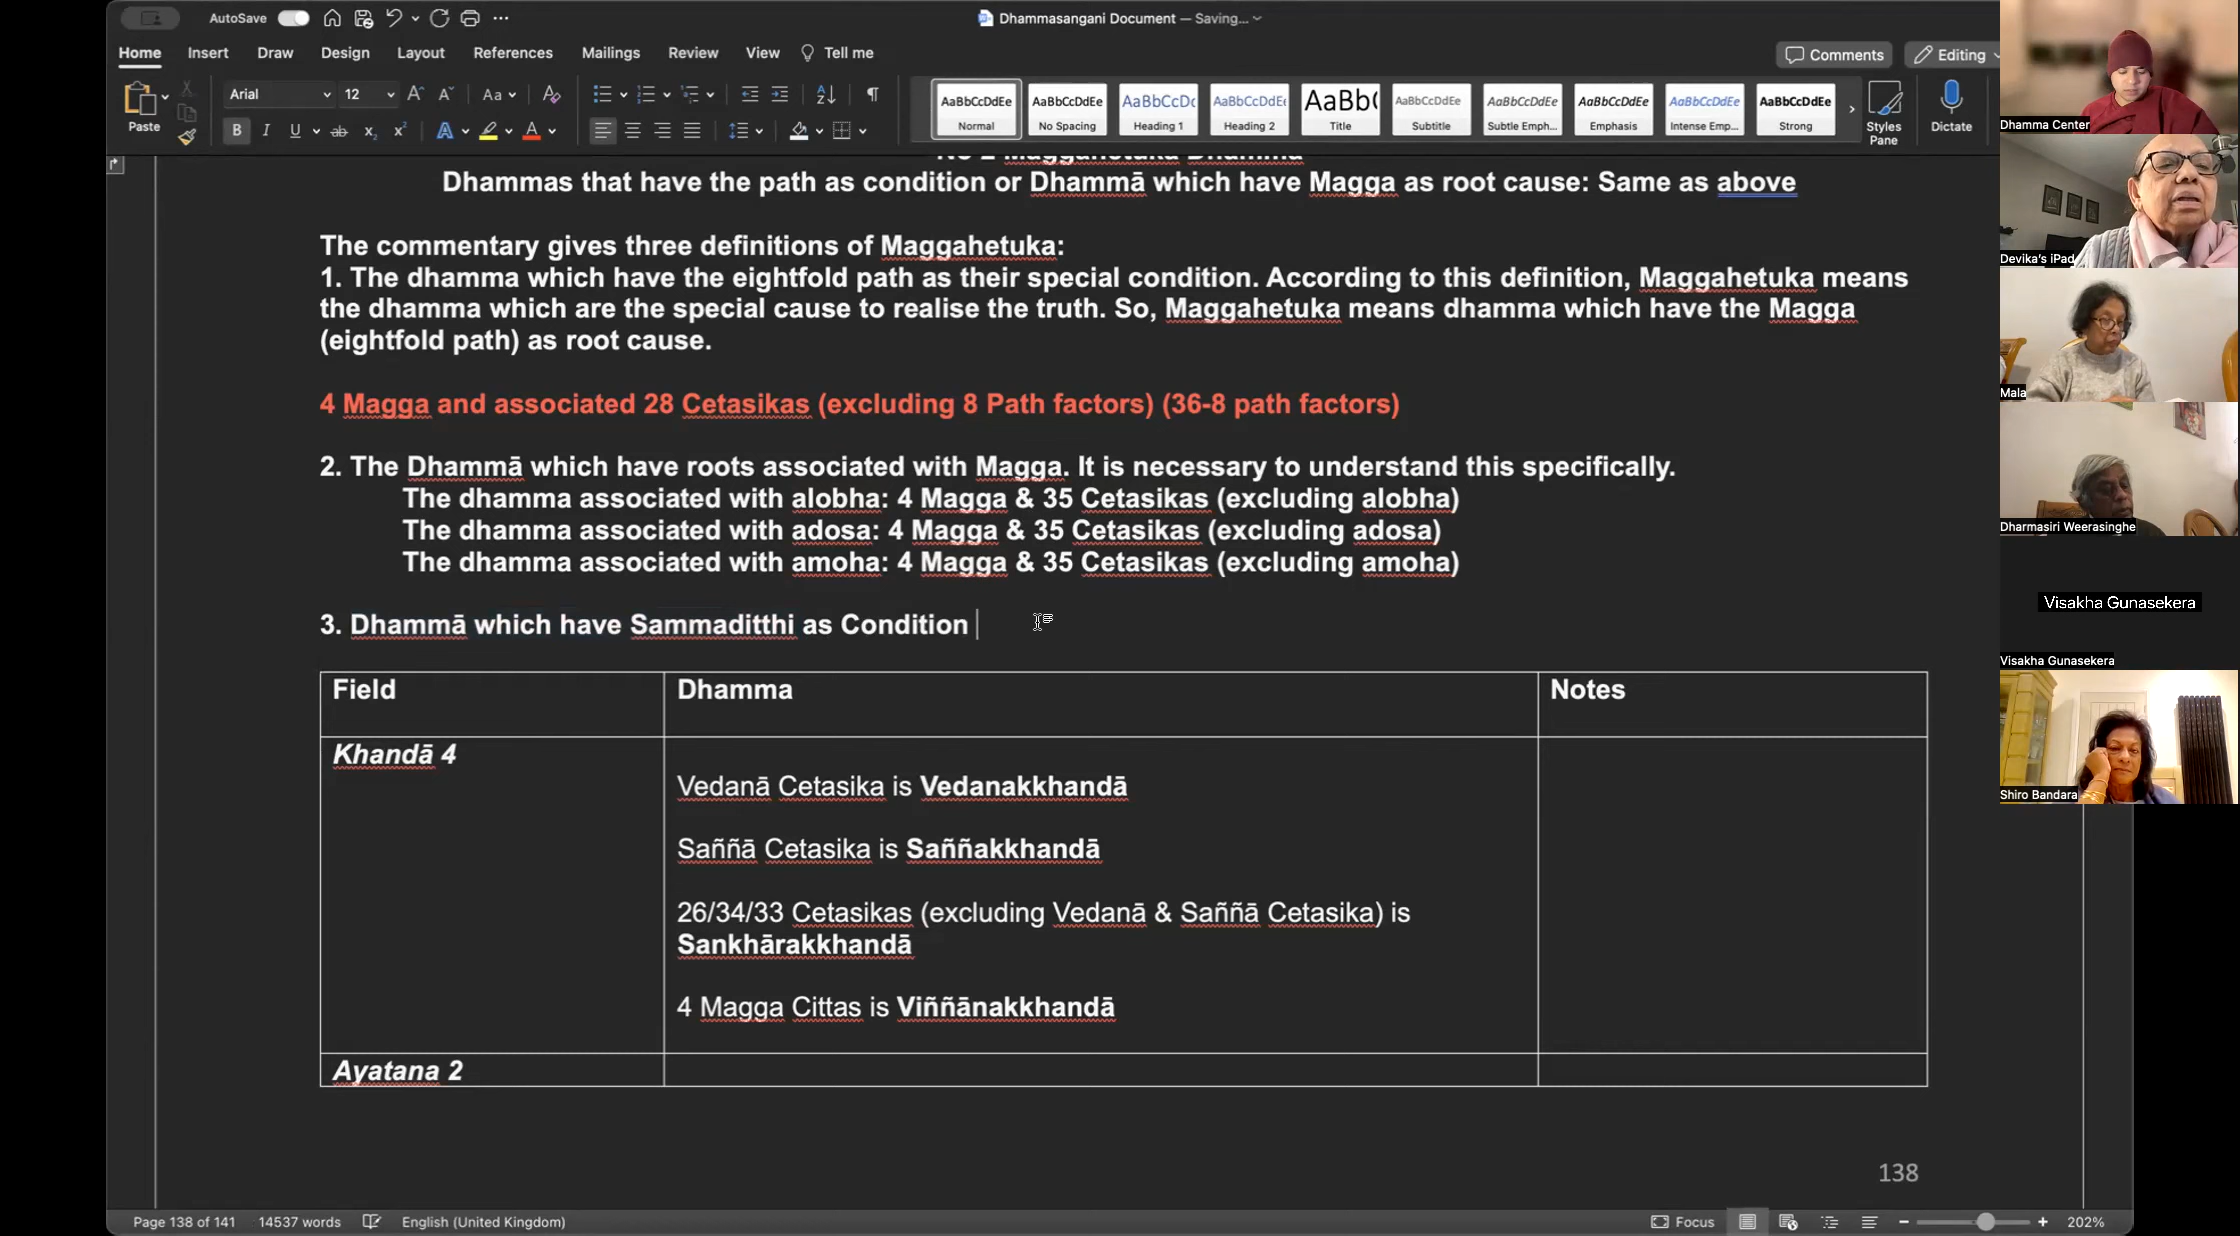 AutoSave
Dhammasangani Document — Saving...
Home Insert Draw Design Layout References Mailings Review View Tell me
Comments Editing
Paste
Arial 12
Aa
B I U ab x₂ x²
AaBbCcDdEe Normal
AaBbCcDdEe No Spacing
AaBbCcDc Heading 1
AaBbCcDdEe Heading 2
AaBb( Title
AaBbCcDdEe Subtitle
AaBbCcDdEe Subtle Emph...
AaBbCcDdEe Emphasis
AaBbCcDdEe Intense Emp...
AaBbCcDdEe Strong
Styles Pane
Dictate
No 2 Maggahetuka Dhammā
Dhammas that have the path as condition or Dhammā which have Magga as root cause: Same as above
The commentary gives three definitions of Maggahetuka:
1. The dhamma which have the eightfold path as their special condition. According to this definition, Maggahetuka means
the dhamma which are the special cause to realise the truth. So, Maggahetuka means dhamma which have the Magga
(eightfold path) as root cause.
4 Magga and associated 28 Cetasikas (excluding 8 Path factors) (36-8 path factors)
2. The Dhammā which have roots associated with Magga. It is necessary to understand this specifically.
The dhamma associated with alobha: 4 Magga & 35 Cetasikas (excluding alobha)
The dhamma associated with adosa: 4 Magga & 35 Cetasikas (excluding adosa)
The dhamma associated with amoha: 4 Magga & 35 Cetasikas (excluding amoha)
3. Dhammā which have Sammaditthi as Condition
Field Dhamma Notes
Khandā 4
Vedanā Cetasika is Vedanakkhandā
Saññā Cetasika is Saññakkhandā
26/34/33 Cetasikas (excluding Vedanā & Saññā Cetasika) is
Sankhārakkhandā
4 Magga Cittas is Viññānakkhandā
Ayatana 2
138
Page 138 of 141 14537 words English (United Kingdom)
Focus 202%
Dhamma Center
Devika's iPad
Mala
Dharmasiri Weerasinghe
Visakha Gunasekera
Visakha Gunasekera
Shiro Bandara